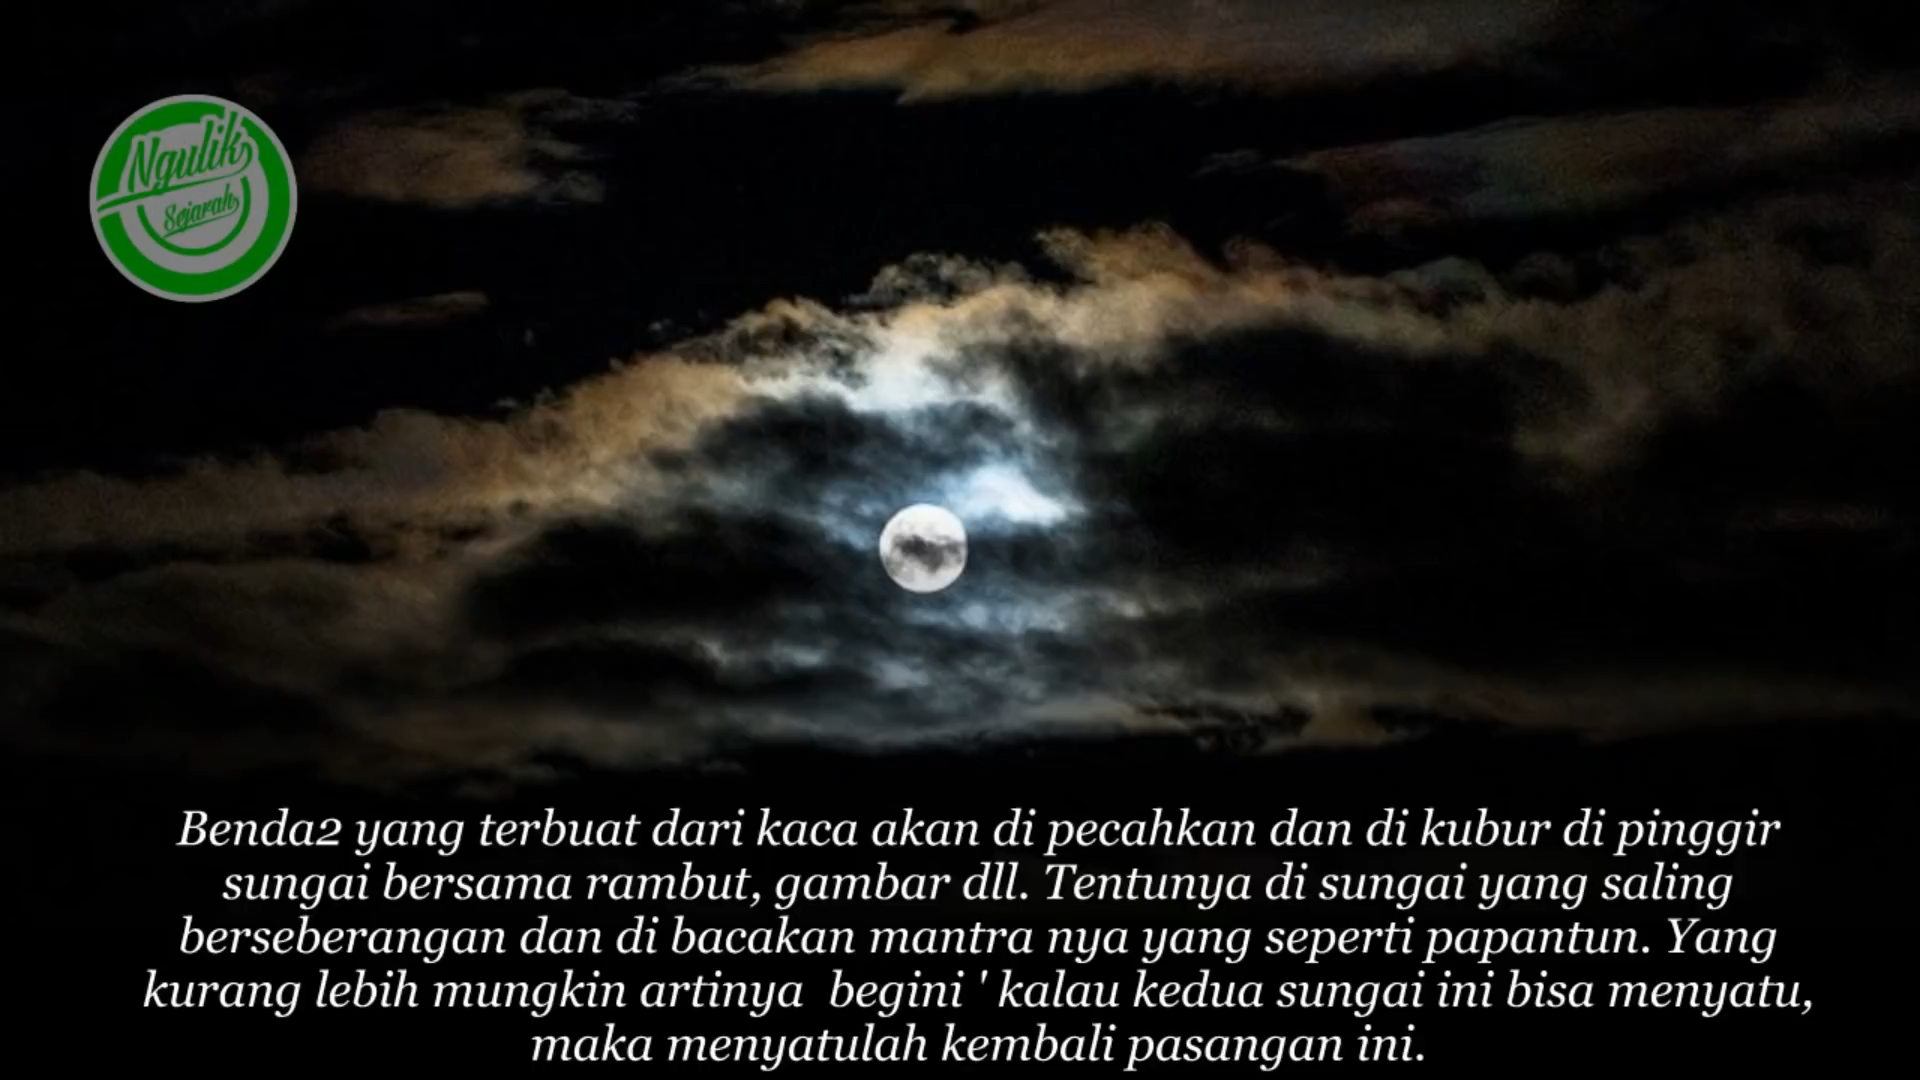 Ngulik
Sejarah
Benda2 yang terbuat dari kaca akan di pecahkan dan di kubur di pinggir
sungai bersama rambut, gambar dll. Tentunya di sungai yang saling
berseberangan dan di bacakan mantra nya yang seperti papantun. Yang
kurang lebih mungkin artinya  begini ' kalau kedua sungai ini bisa menyatu,
maka menyatulah kembali pasangan ini.